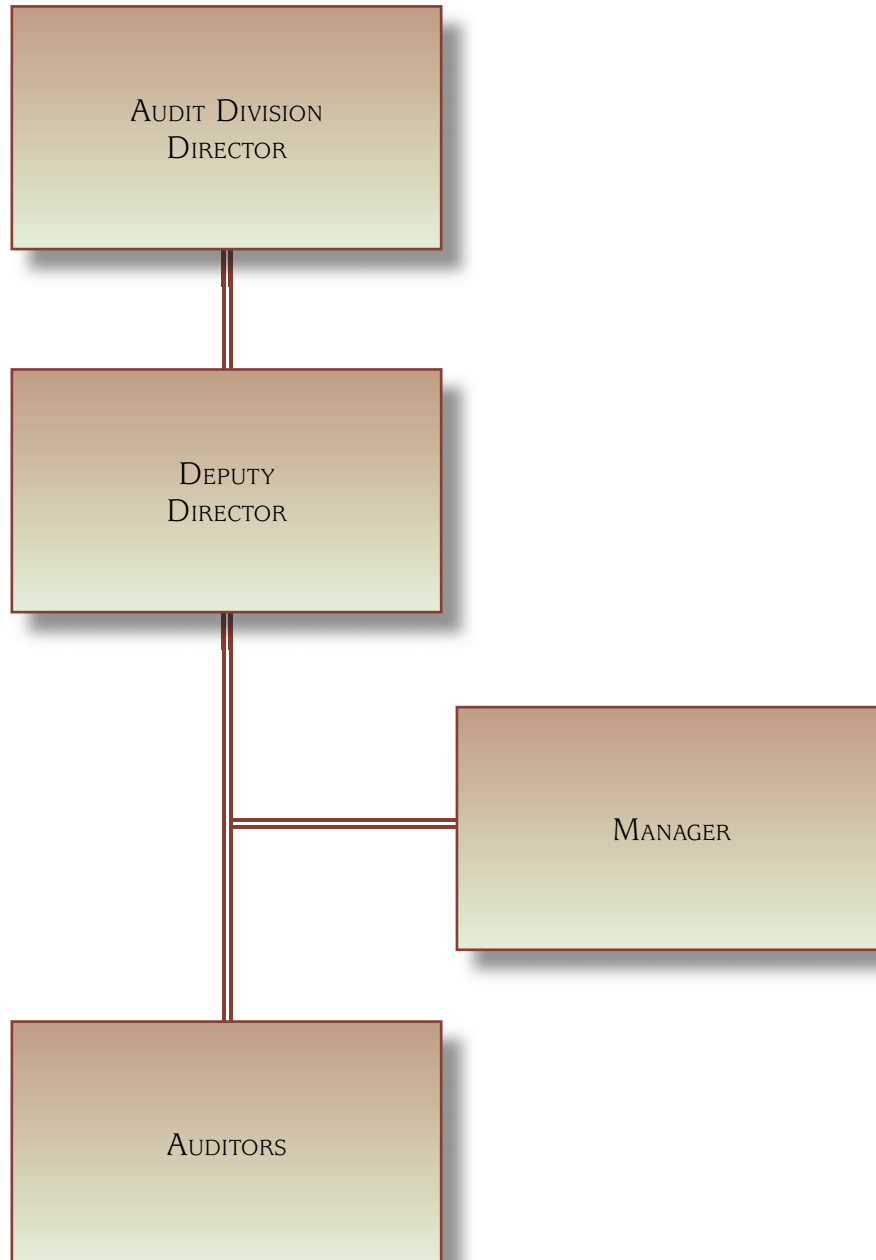 Audit Division
Director
Deputy
Director
Manager
Auditors